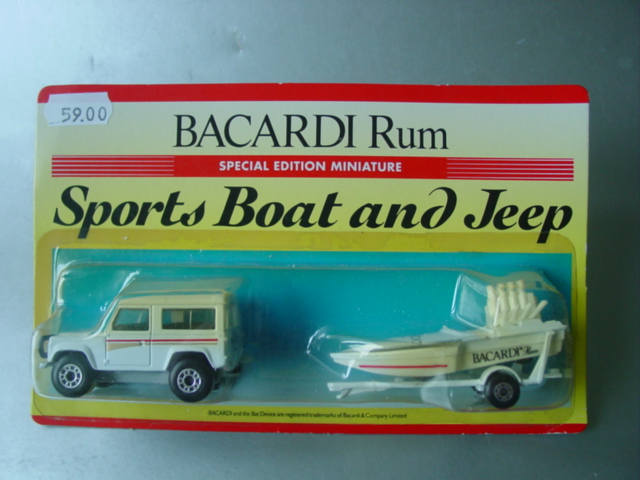 59.00
BACARDI Rum
SPECIAL EDITION MINIATURE
Sports Boat and Jeep
BACARDI Rum
BACARDI and the Bat Device are registered trademarks of Bacardi & Company Limited